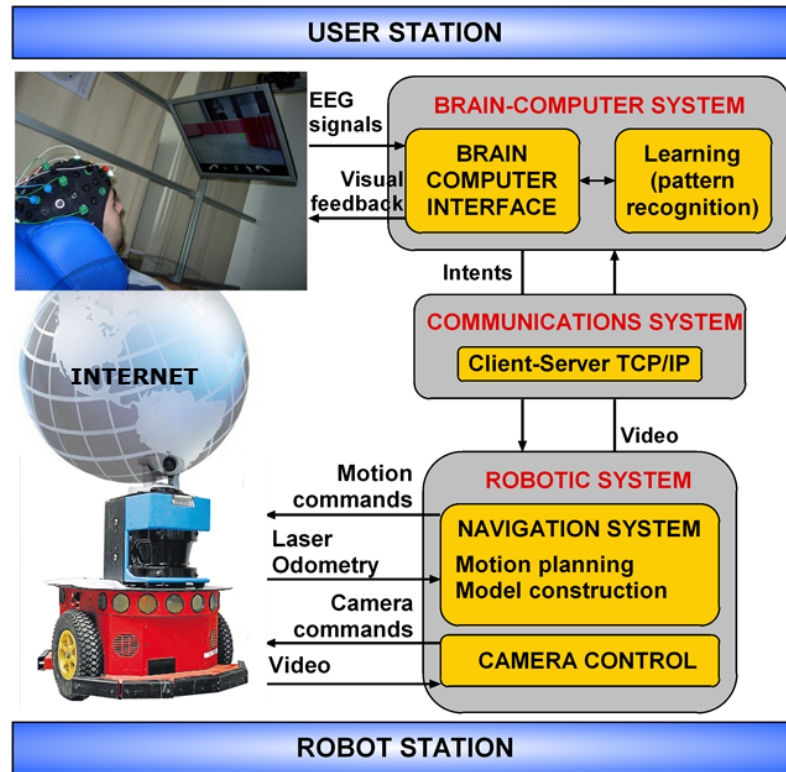 USER STATION
EEG
signals
Visual
feedback
BRAIN-COMPUTER SYSTEM
BRAIN
COMPUTER
INTERFACE
Learning
(pattern
recognition)
Intents
COMMUNICATIONS SYSTEM
Client-Server TCP/IP
INTERNET
Video
ROBOTIC SYSTEM
Motion
commands
NAVIGATION SYSTEM
Motion planning
Model construction
Laser
Odometry
Camera
commands
CAMERA CONTROL
Video
ROBOT STATION